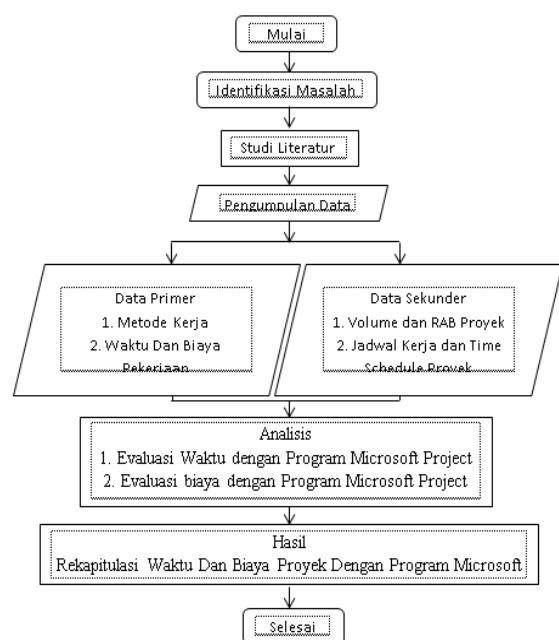 Mulai
Identifikasi Masalah
Studi Literatur
Pengumpulan Data
Data Primer
1. Metode Kerja
2. Waktu Dan Biaya
Pekerjaan
Data Sekunder
1. Volume dan RAB Proyek
2. Jadwal Kerja dan Time
Schedule Proyek
Analisis
1. Evaluasi Waktu dengan Program Microsoft Project
2. Evaluasi biaya dengan Program Microsoft Project
Hasil
Rekapitulasi Waktu Dan Biaya Proyek Dengan Program Microsoft
Selesai